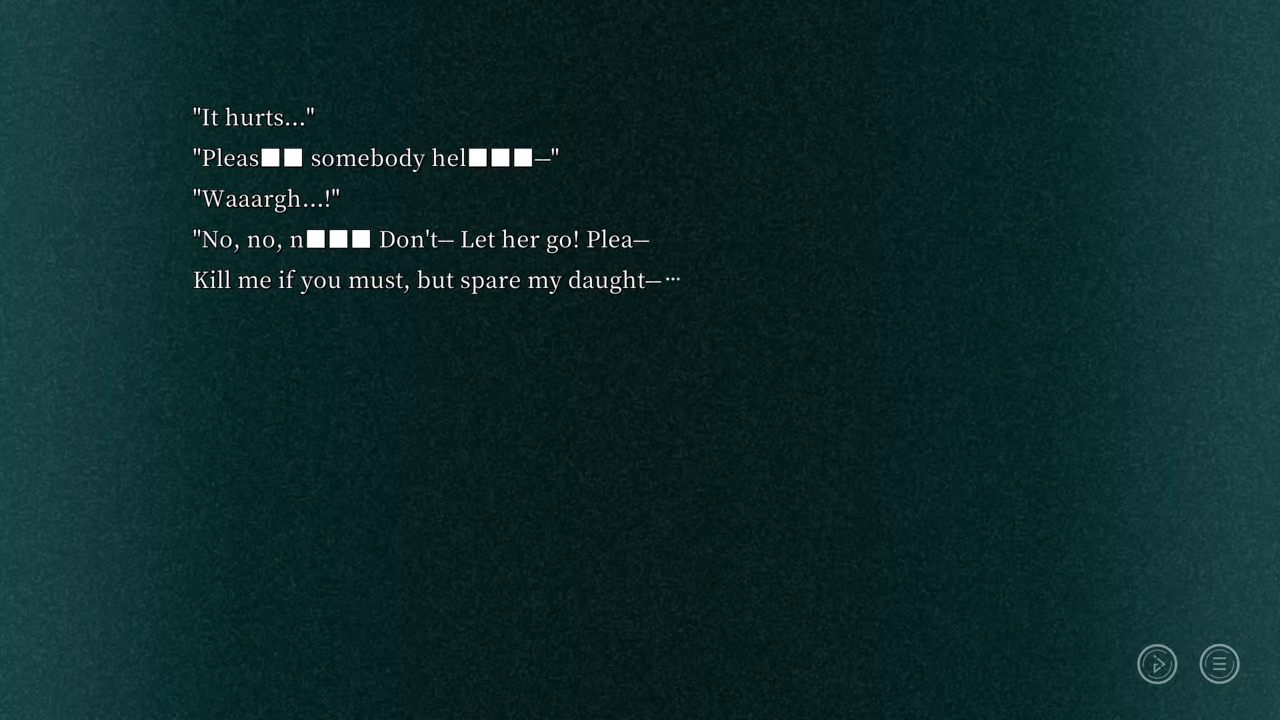 "It hurts..."
"Pleas■■ somebody hel■■■—"
"Waaargh...!"
"No, no, n■■■ Don't— Let her go! Plea—
Kill me if you must, but spare my daught—